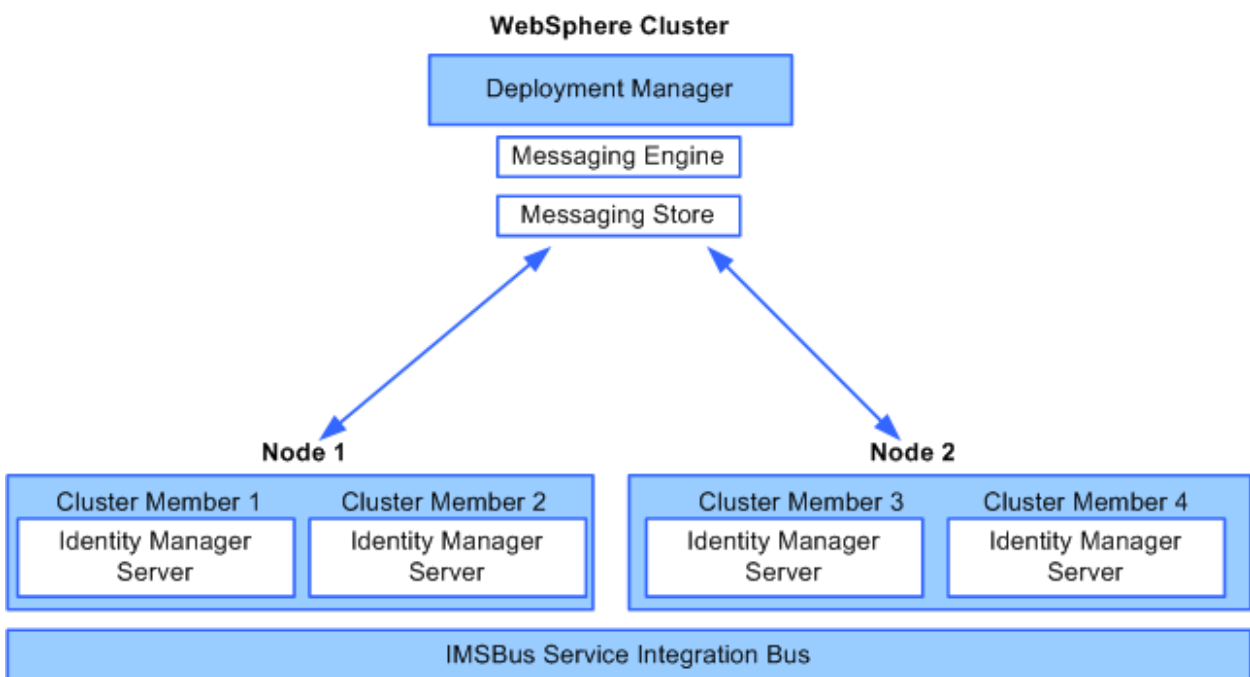 WebSphere Cluster
Deployment Manager
Messaging Engine
Messaging Store
Node 1
Cluster Member 1
Identity Manager
Server
Cluster Member 2
Identity Manager
Server
Node 2
Cluster Member 3
Identity Manager
Server
Cluster Member 4
Identity Manager
Server
IMSBus Service Integration Bus